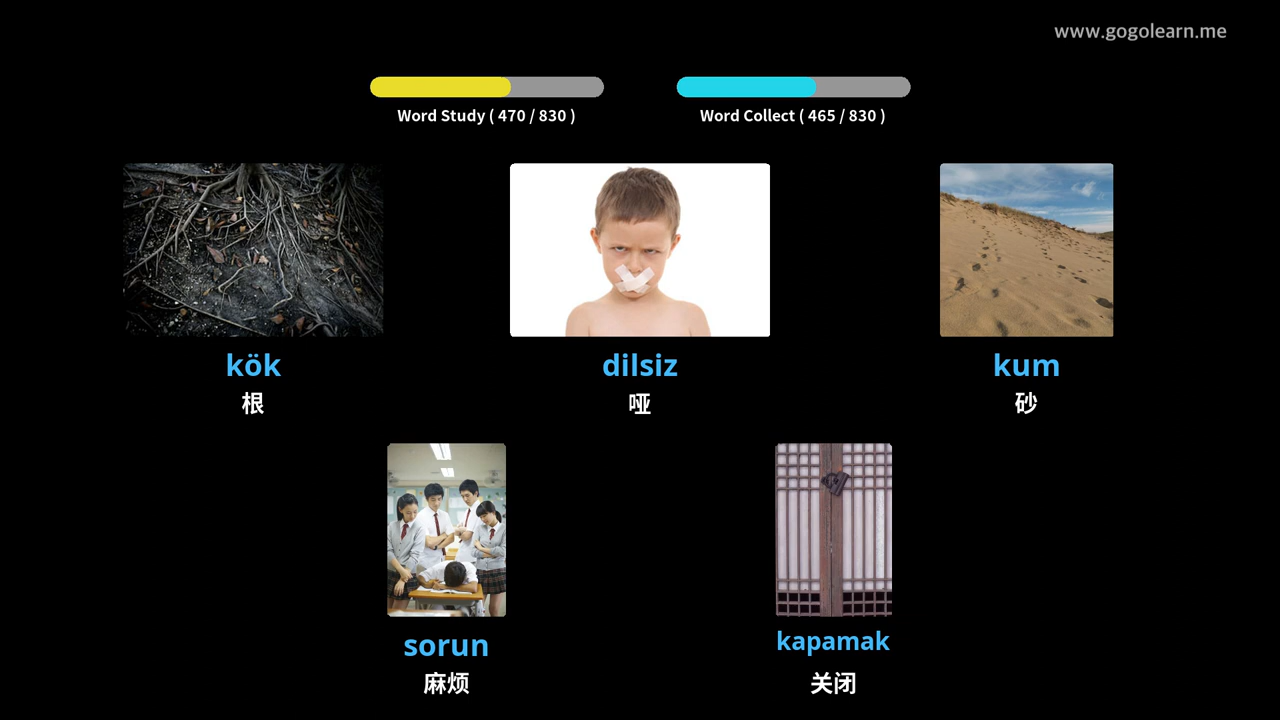 www.gogolearn.me
Word Study ( 470 / 830 )
Word Collect ( 465 / 830 )
kök
根
dilsiz
哑
kum
砂
sorun
麻烦
kapamak
关闭